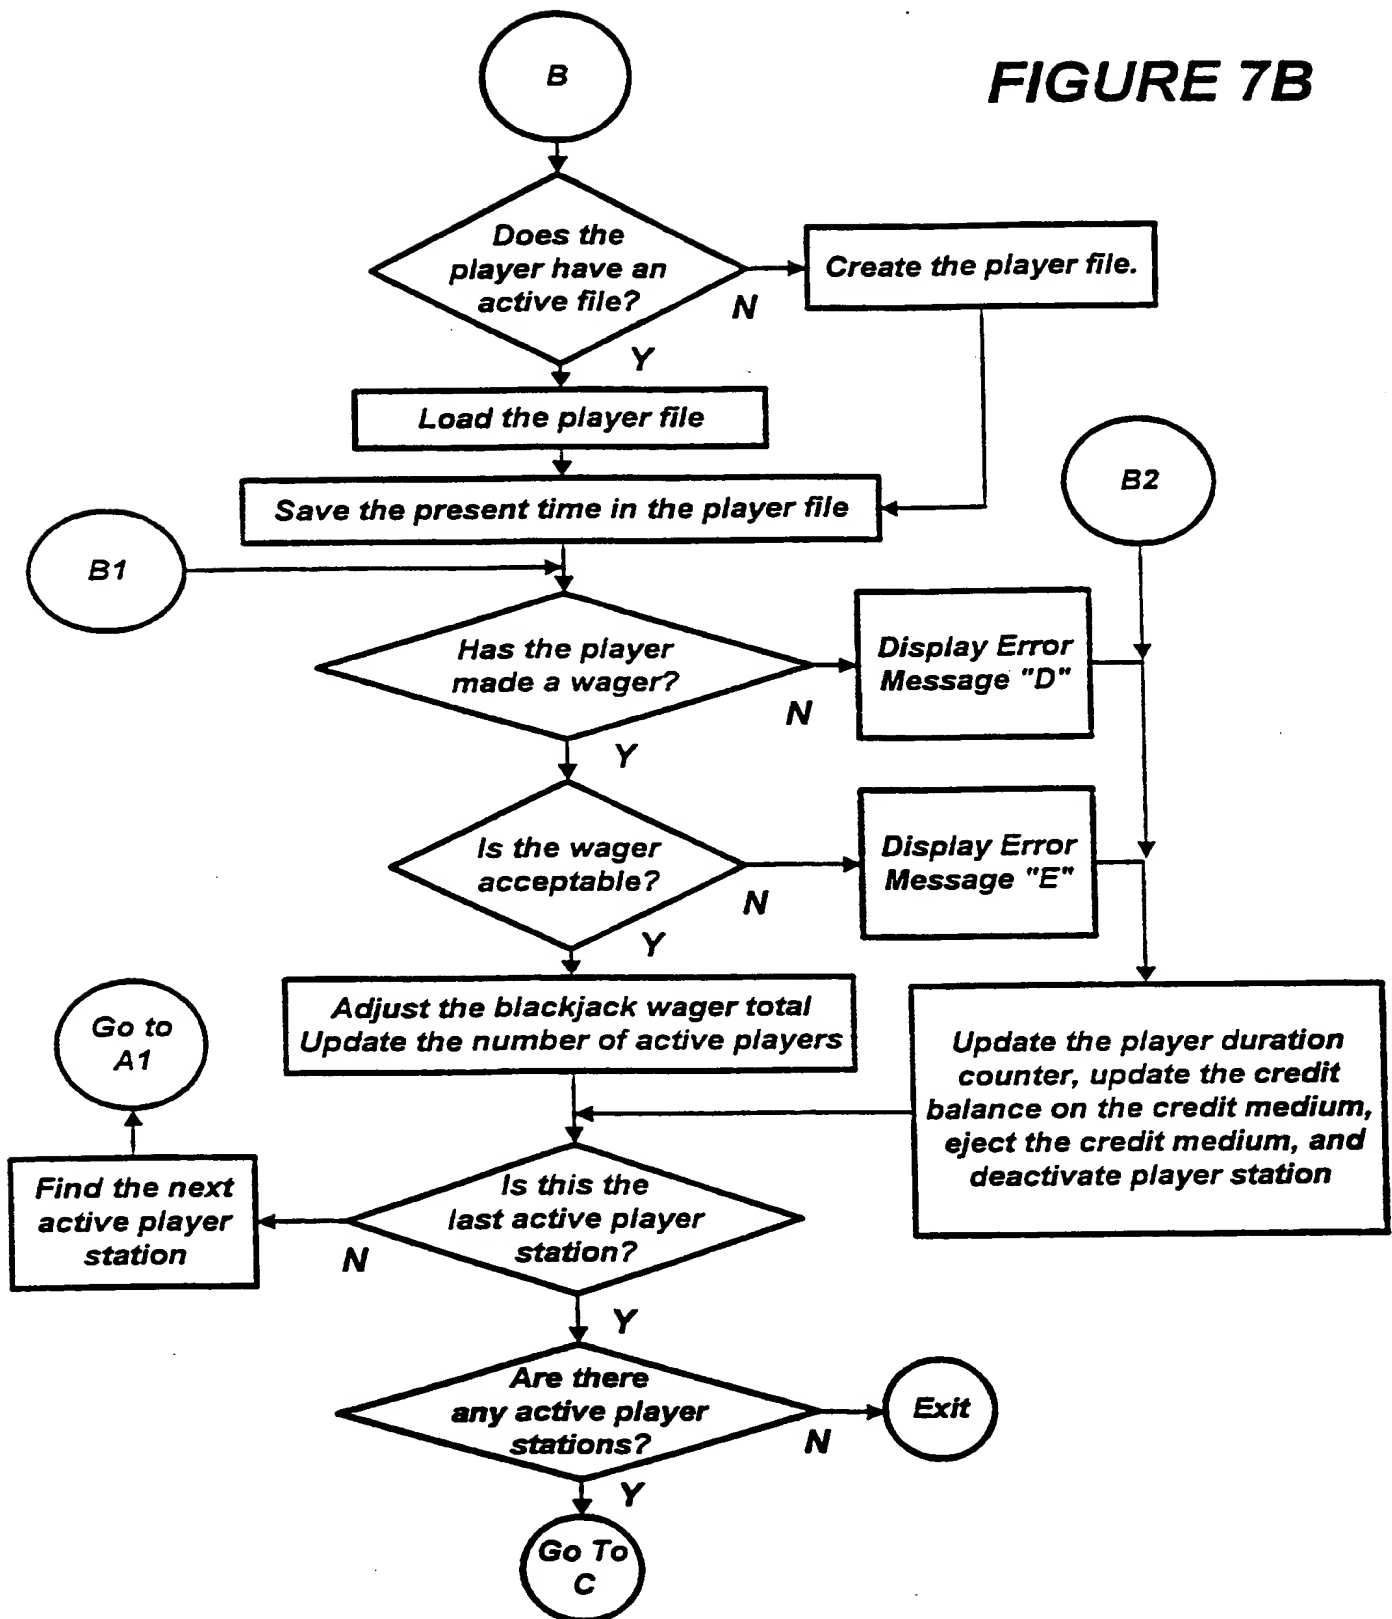 FIGURE 7B
B
Does the
player have an
active file?
N
Create the player file.
Y
Load the player file
Save the present time in the player file
B2
B1
Has the player
made a wager?
N
Display Error
Message "D"
Y
Is the wager
acceptable?
N
Display Error
Message "E"
Y
Adjust the blackjack wager total
Update the number of active players
Go to
A1
Update the player duration
counter, update the credit
balance on the credit medium,
eject the credit medium, and
deactivate player station
Find the next
active player
station
N
Is this the
last active player
station?
Y
Are there
any active player
stations?
N
Exit
Y
Go To
C